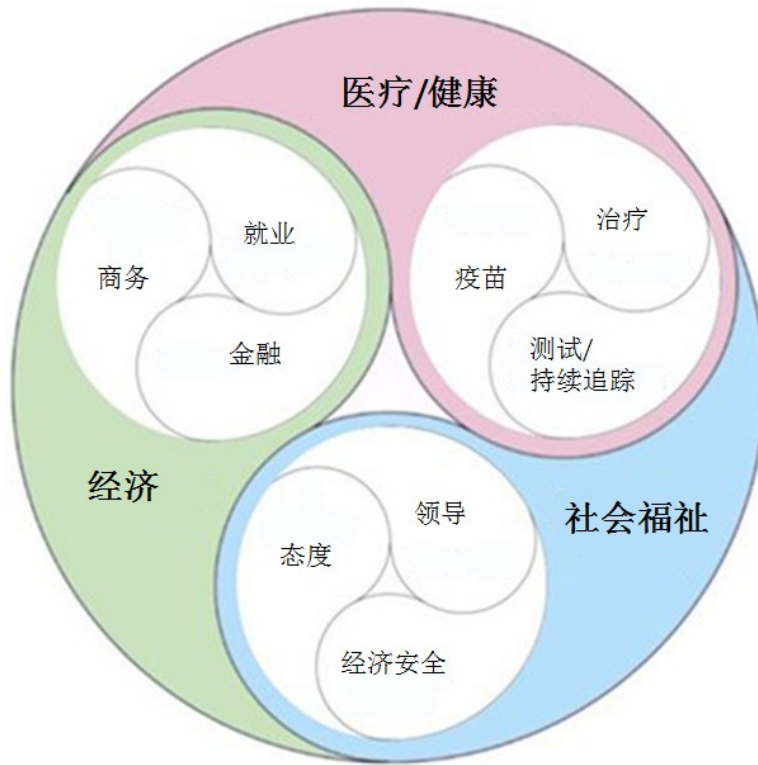 医疗/健康
就业
商务
金融
治疗
疫苗
测试/
持续追踪
经济
社会福祉
领导
态度
经济安全